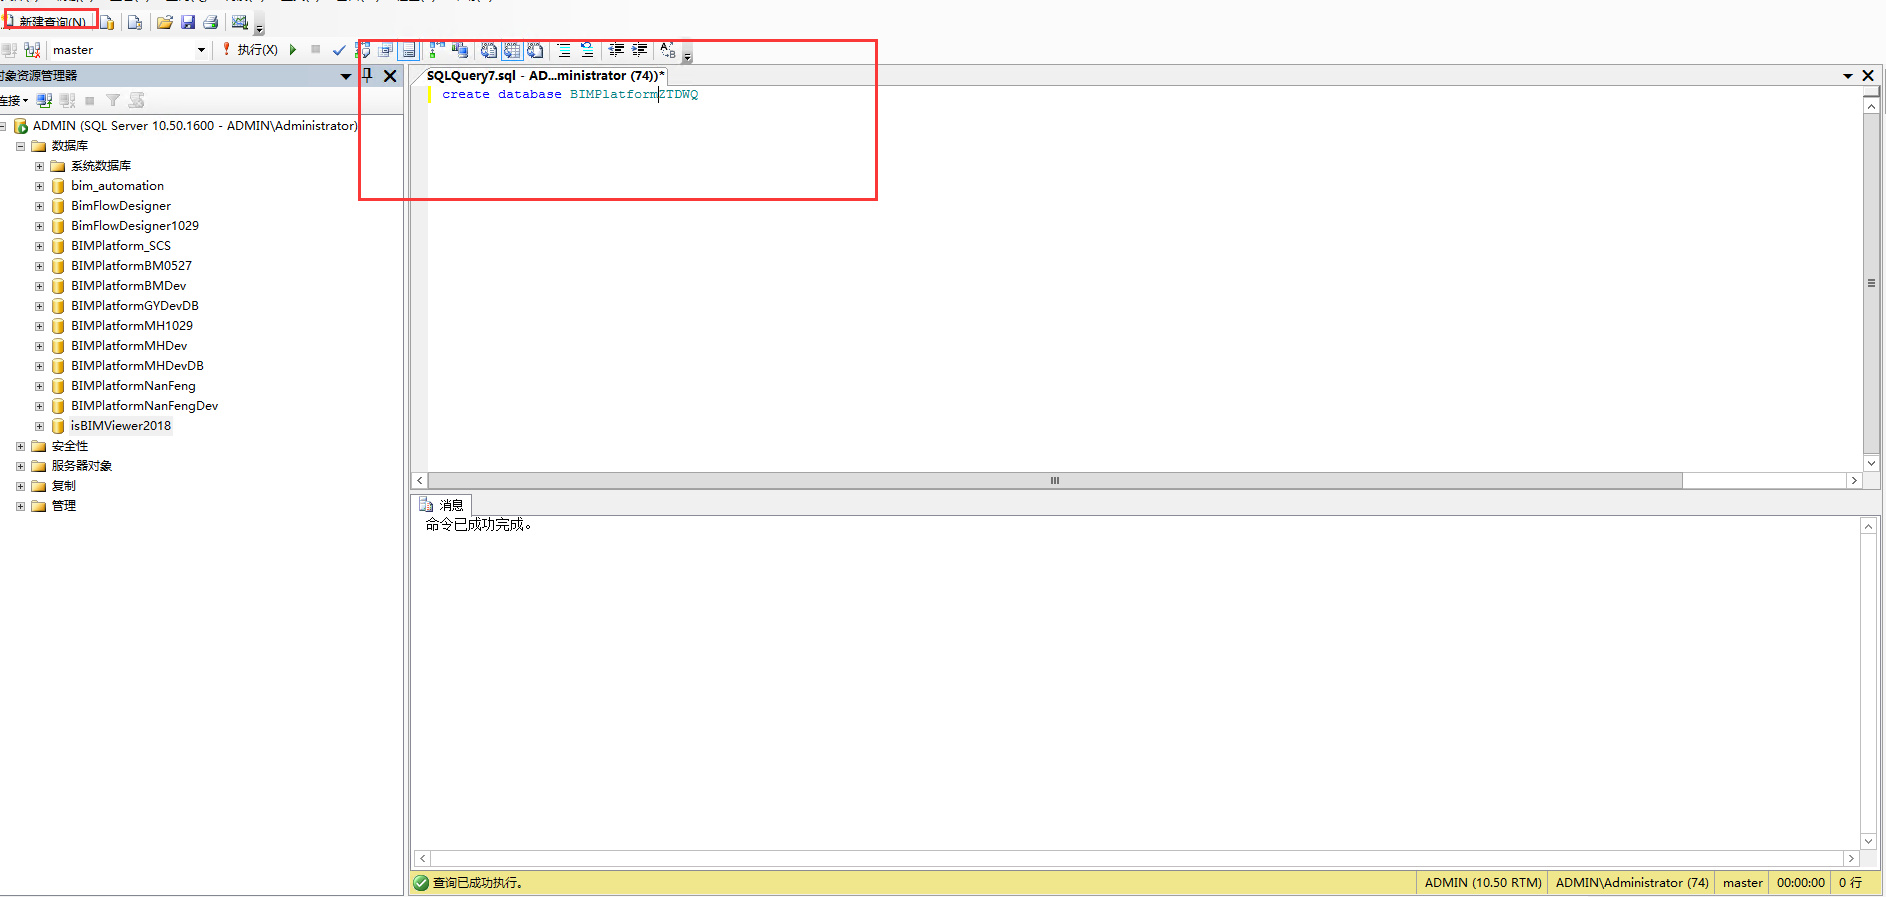 新建查询(N)
master
执行(X)
对象资源管理器
连接
ADMIN (SQL Server 10.50.1600 - ADMIN\Administrator)
数据库
系统数据库
bim_automation
BimFlowDesigner
BimFlowDesigner1029
BIMPlatform_SCS
BIMPlatformBM0527
BIMPlatformBMDev
BIMPlatformGYDevDB
BIMPlatformMH1029
BIMPlatformMHDev
BIMPlatformMHDevDB
BIMPlatformNanFeng
BIMPlatformNanFengDev
isBIMViewer2018
安全性
服务器对象
复制
管理
SQLQuery7.sql - AD...ministrator (74))*
create database BIMPlatformZTDWQ
消息
命令已成功完成。
查询已成功执行。
ADMIN (10.50 RTM)
ADMIN\Administrator (74)
master
00:00:00
0 行